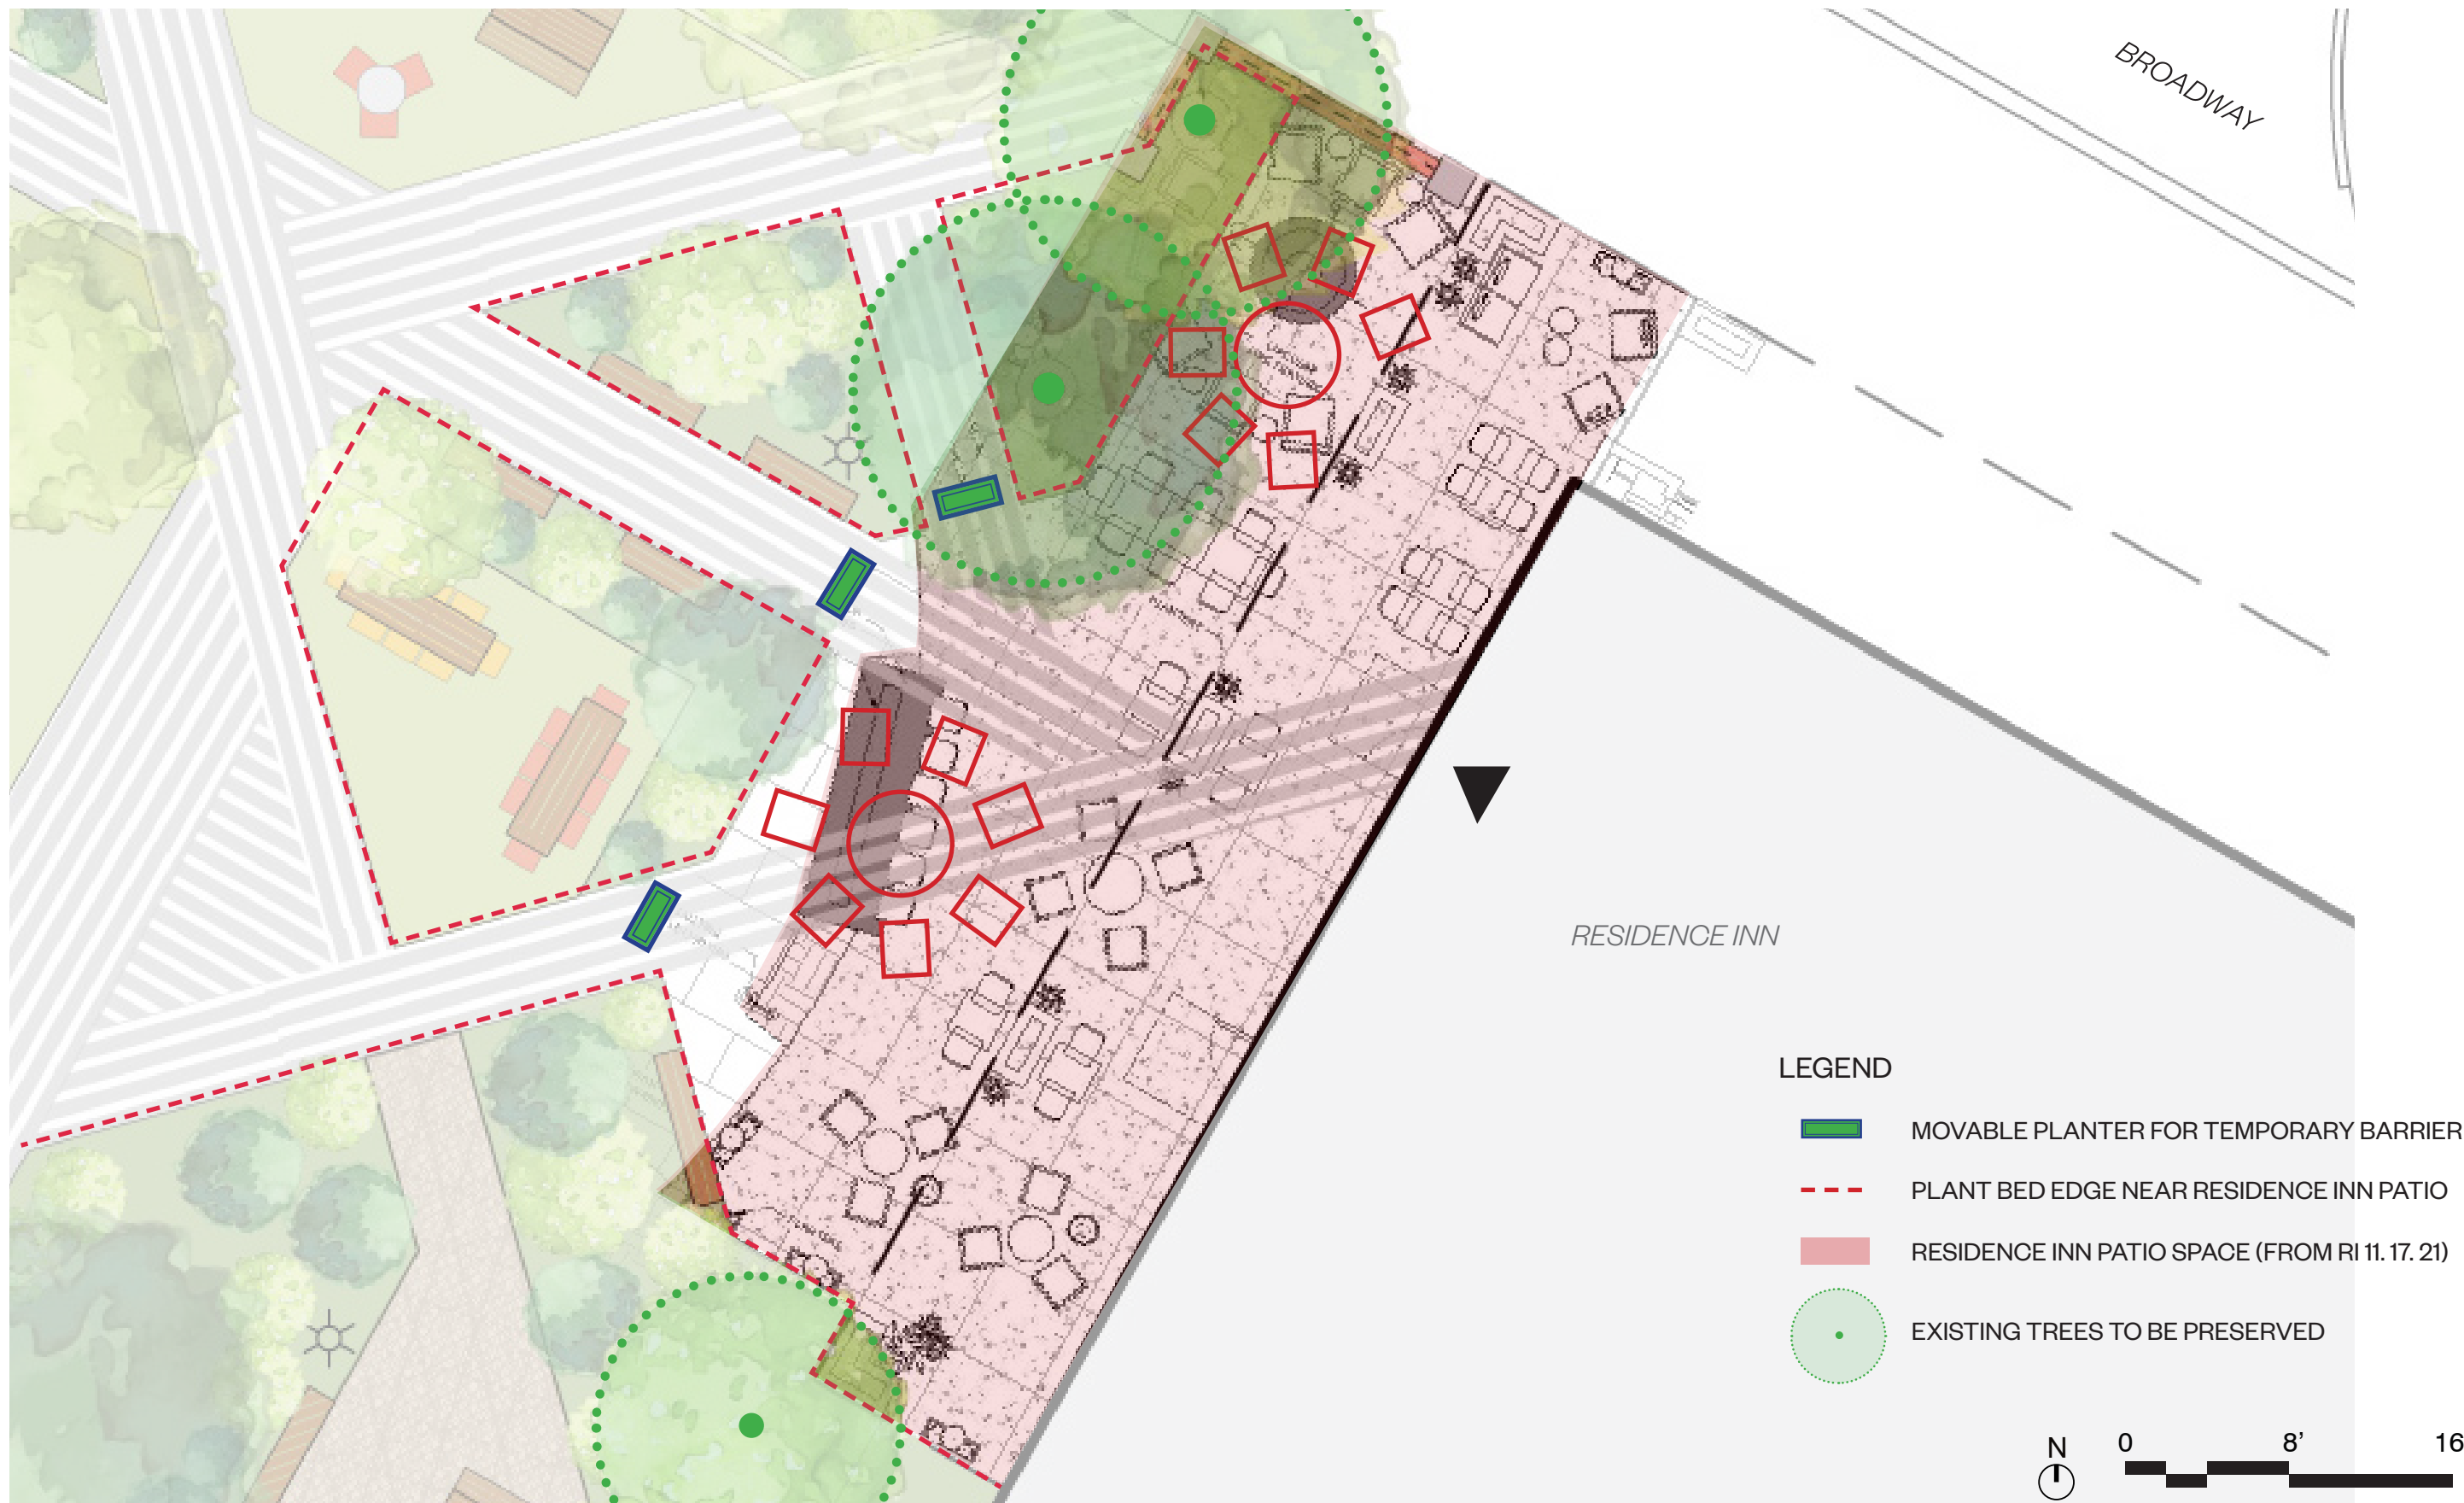 BROADWAY
RESIDENCE INN
LEGEND
MOVABLE PLANTER FOR TEMPORARY BARRIER
PLANT BED EDGE NEAR RESIDENCE INN PATIO
RESIDENCE INN PATIO SPACE (FROM RI 11. 17. 21)
EXISTING TREES TO BE PRESERVED
N
0 8' 16